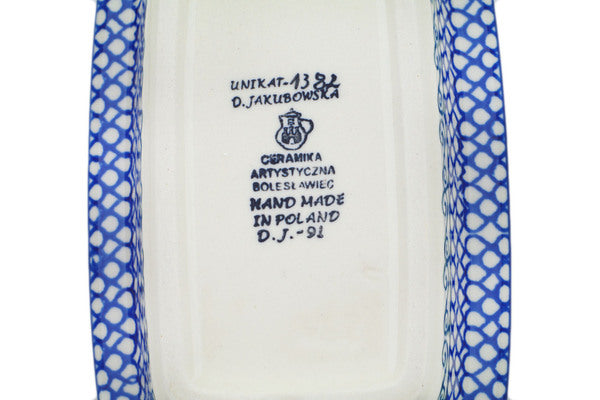 UNIKAT-1382
D. JAKUBOWSKA
CERAMIKA
ARTYSTYCZNA
BOLESŁAWIEC
HAND MADE
IN POLAND
D.J.-91